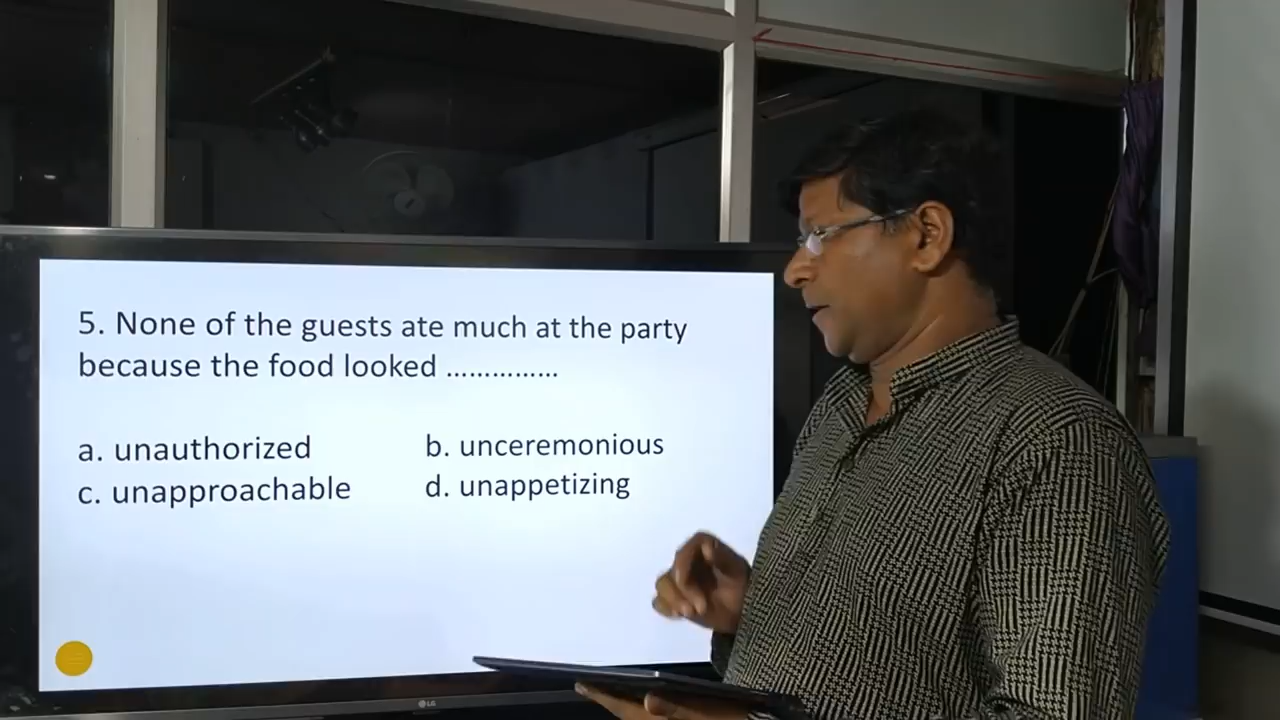 5. None of the guests ate much at the party
because the food looked ……………
a. unauthorized b. unceremonious
c. unapproachable d. unappetizing
LG